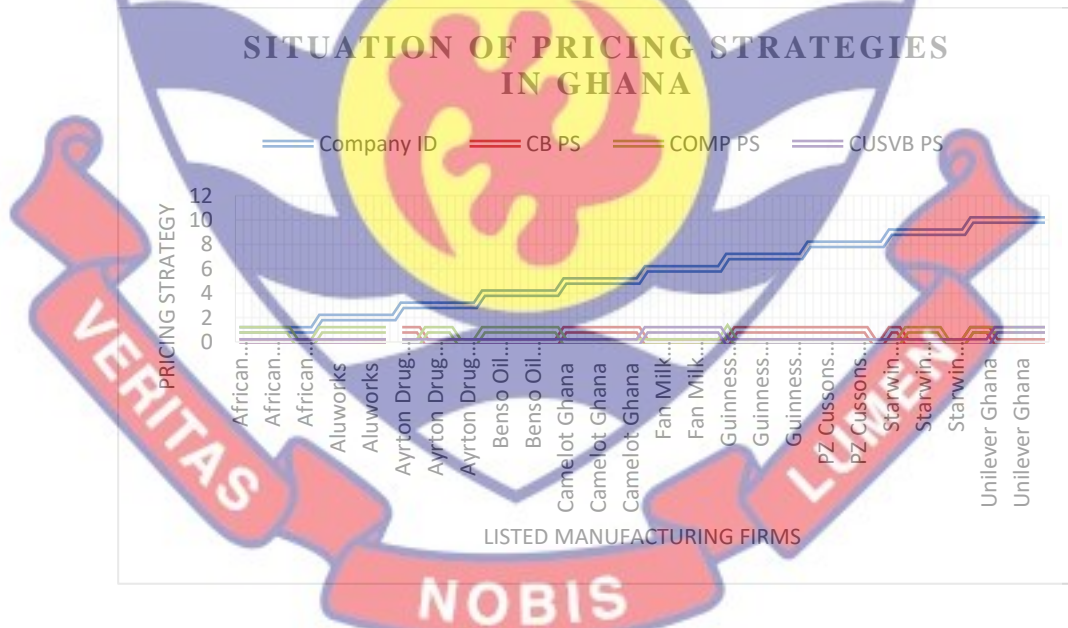 SITUATION OF PRICING STRATEGIES
IN GHANA
Company ID CB PS COMP PS CUSVB PS
PRICING STRATEGY
12
10
8
6
4
2
0
African...
African...
African...
Aluworks
Aluworks
Ayrton Drug...
Ayrton Drug...
Ayrton Drug...
Benso Oil...
Benso Oil...
Camelot Ghana
Camelot Ghana
Camelot Ghana
Fan Milk...
Fan Milk...
Guinness...
Guinness...
Guinness...
PZ Cussons...
PZ Cussons...
Starwin...
Starwin...
Starwin...
Unilever Ghana
Unilever Ghana
LISTED MANUFACTURING FIRMS
VERITAS
NOBIS
LUMEN